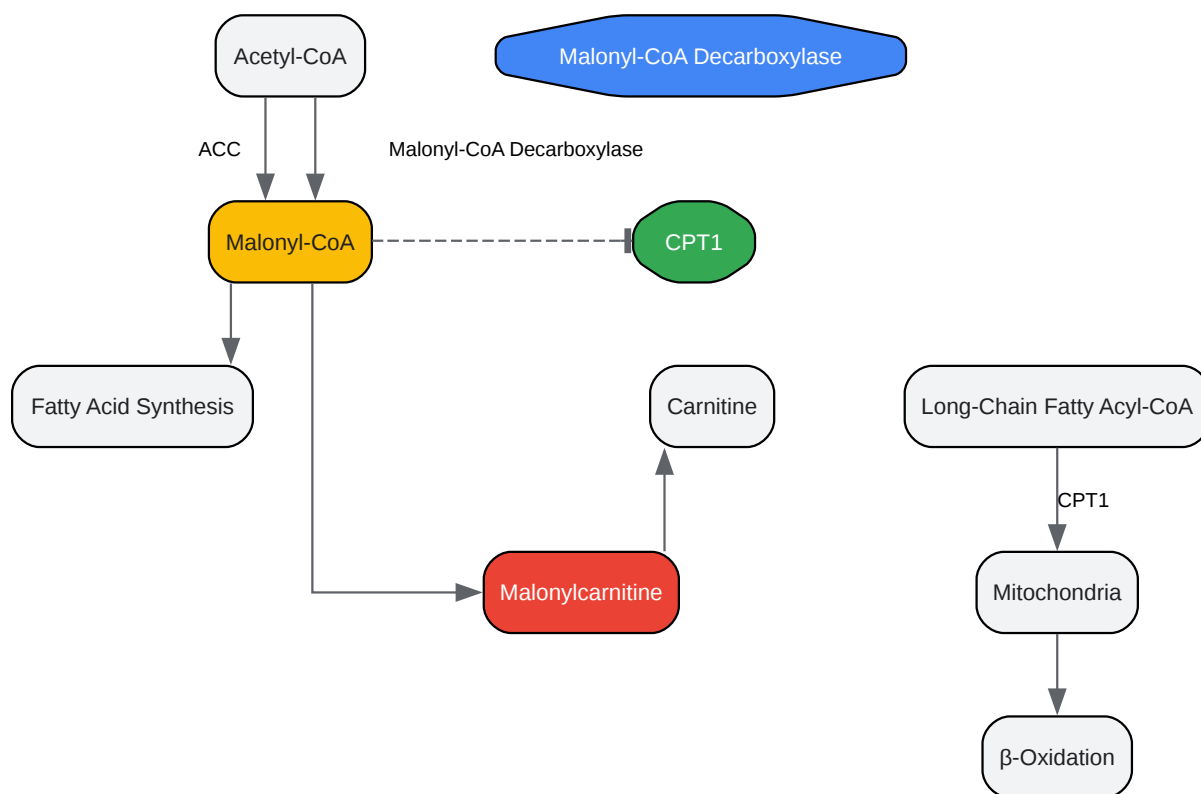 Acetyl-CoA
Malonyl-CoA Decarboxylase
ACC
Malonyl-CoA Decarboxylase
Malonyl-CoA
CPT1
Fatty Acid Synthesis
Carnitine
Long-Chain Fatty Acyl-CoA
CPT1
Malonylcarnitine
Mitochondria
β-Oxidation